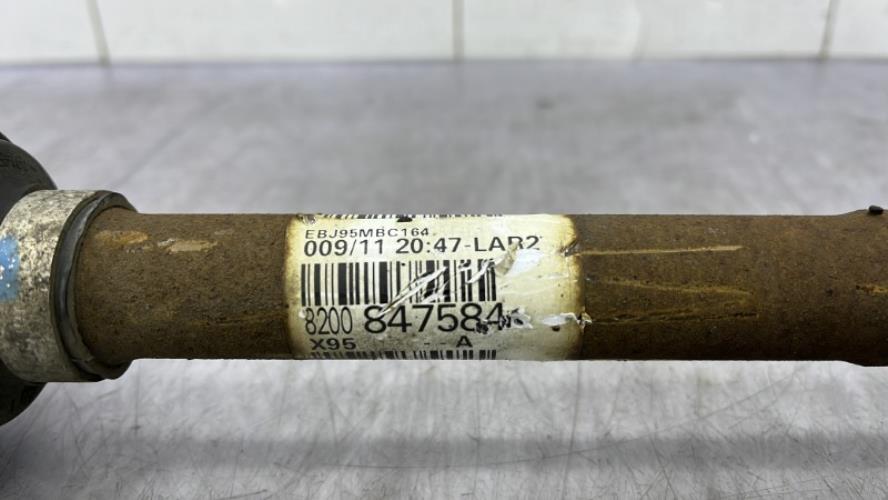 EBJ95MBC164
009/11 20:47-LAR2
8200 847584
X95 - - A